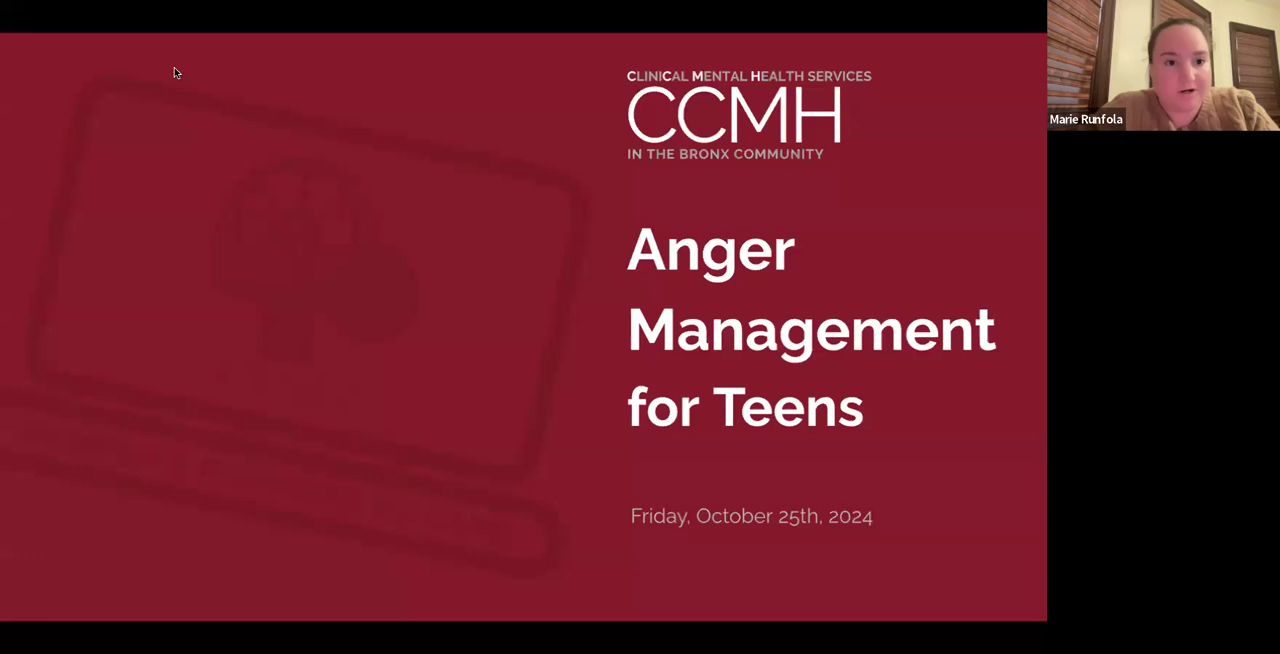 CLINICAL MENTAL HEALTH SERVICES
CCMH
IN THE BRONX COMMUNITY
Anger
Management
for Teens
Friday, October 25th, 2024
Marie Runfola